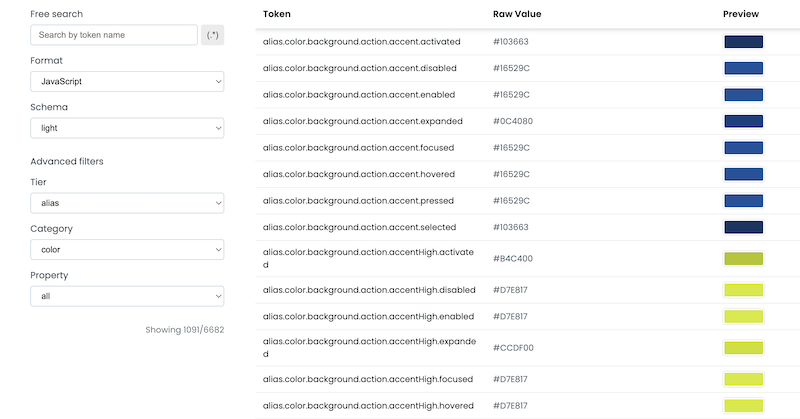 Free search
Search by token name
(.*)
Format
JavaScript
Schema
light
Advanced filters
Tier
alias
Category
color
Property
all
Showing 1091/6682
Token Raw Value Preview
alias.color.background.action.accent.activated #103663
alias.color.background.action.accent.disabled #16529C
alias.color.background.action.accent.enabled #16529C
alias.color.background.action.accent.expanded #0C4080
alias.color.background.action.accent.focused #16529C
alias.color.background.action.accent.hovered #16529C
alias.color.background.action.accent.pressed #16529C
alias.color.background.action.accent.selected #103663
alias.color.background.action.accentHigh.activate
d
#B4C400
alias.color.background.action.accentHigh.disabled #D7E817
alias.color.background.action.accentHigh.enabled #D7E817
alias.color.background.action.accentHigh.expande
d
#CCDF00
alias.color.background.action.accentHigh.focused #D7E817
alias.color.background.action.accentHigh.hovered #D7E817